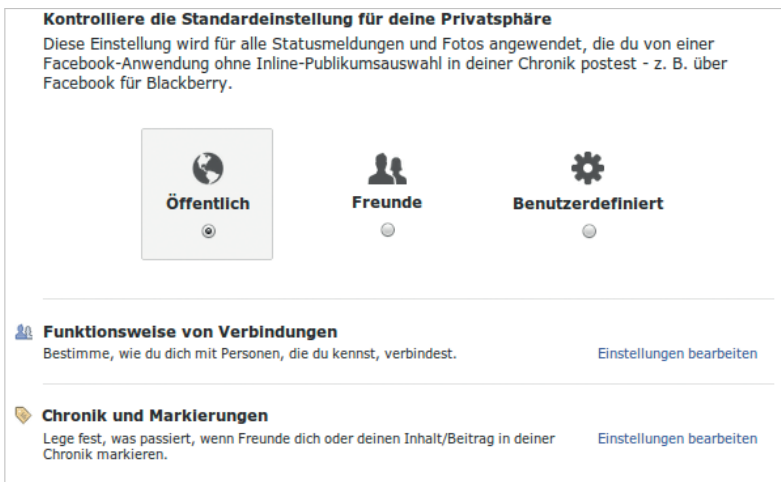 Kontrolliere die Standardeinstellung für deine Privatsphäre
Diese Einstellung wird für alle Statusmeldungen und Fotos angewendet, die du von einer
Facebook-Anwendung ohne Inline-Publikumsauswahl in deiner Chronik postest - z. B. über
Facebook für Blackberry.
Öffentlich
Freunde
Benutzerdefiniert
Funktionsweise von Verbindungen
Bestimme, wie du dich mit Personen, die du kennst, verbindest.
Einstellungen bearbeiten
Chronik und Markierungen
Lege fest, was passiert, wenn Freunde dich oder deinen Inhalt/Beitrag in deiner
Chronik markieren.
Einstellungen bearbeiten